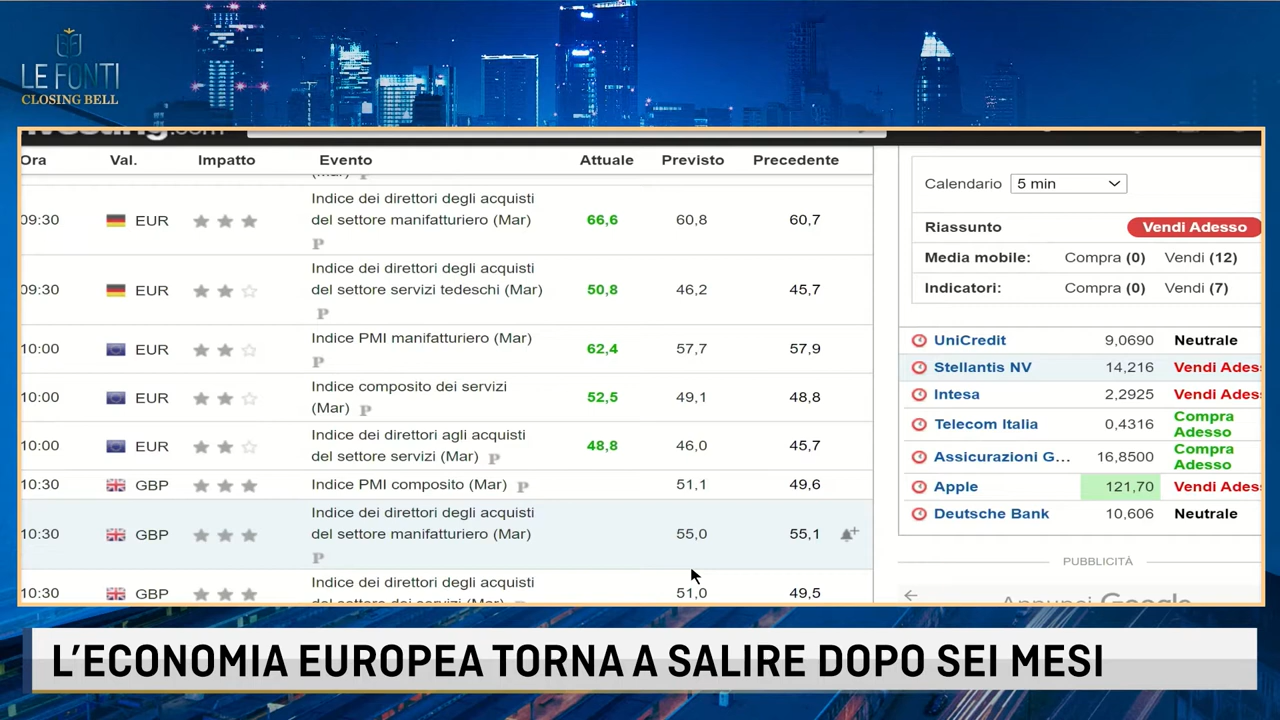 LE FONTI
CLOSING BELL
Ora Val. Impatto Evento Attuale Previsto Precedente
09:30 EUR Indice dei direttori degli acquisti del settore manifatturiero (Mar) P 66,6 60,8 60,7
09:30 EUR Indice dei direttori degli acquisti del settore servizi tedeschi (Mar) P 50,8 46,2 45,7
10:00 EUR Indice PMI manifatturiero (Mar) P 62,4 57,7 57,9
10:00 EUR Indice composito dei servizi (Mar) P 52,5 49,1 48,8
10:00 EUR Indice dei direttori agli acquisti del settore servizi (Mar) P 48,8 46,0 45,7
10:30 GBP Indice PMI composito (Mar) P 51,1 49,6
10:30 GBP Indice dei direttori degli acquisti del settore manifatturiero (Mar) P 55,0 55,1
10:30 GBP Indice dei direttori degli acquisti 51,0 49,5
Calendario 5 min
Riassunto Vendi Adesso
Media mobile: Compra (0) Vendi (12)
Indicatori: Compra (0) Vendi (7)
UniCredit 9,0690 Neutrale
Stellantis NV 14,216 Vendi Ades
Intesa 2,2925 Vendi Ades
Telecom Italia 0,4316 Compra Adesso
Assicurazioni G... 16,8500 Compra Adesso
Apple 121,70 Vendi Ades
Deutsche Bank 10,606 Neutrale
PUBBLICITÀ
L'ECONOMIA EUROPEA TORNA A SALIRE DOPO SEI MESI